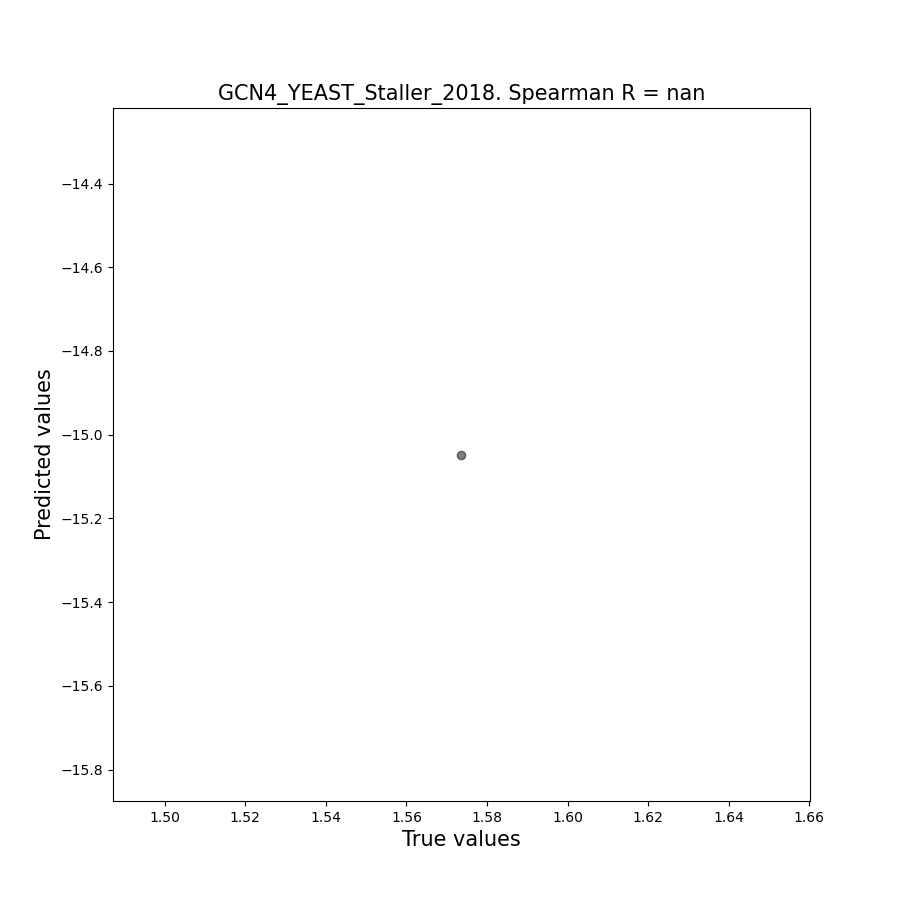 GCN4_YEAST_Staller_2018. Spearman R = nan
Predicted values
−14.4
−14.6
−14.8
−15.0
−15.2
−15.4
−15.6
−15.8
1.50 1.52 1.54 1.56 1.58 1.60 1.62 1.64 1.66
True values